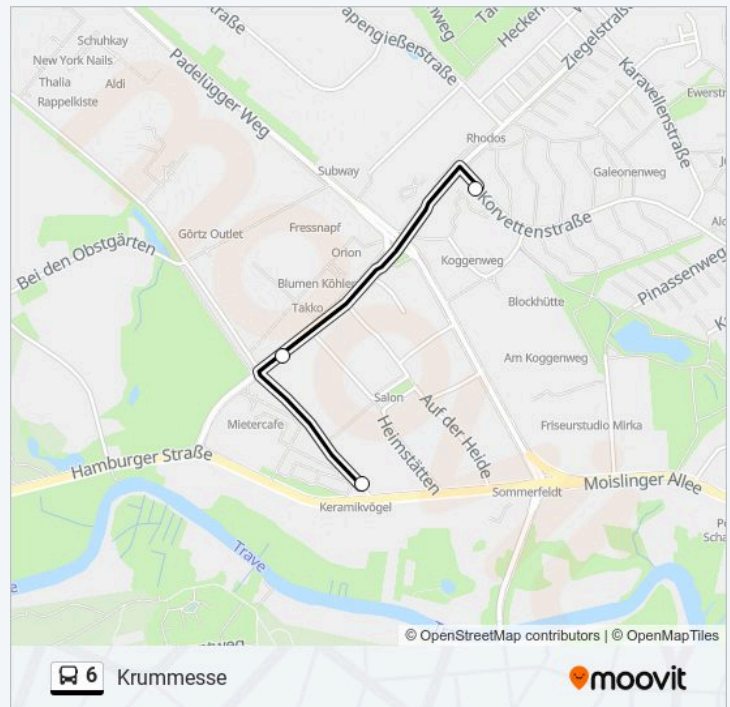 Schuhkay
New York Nails
Thalia
Aldi
Rappelkiste
Padelügger Weg
apengießerstraße
Ziegelstraße
Karavellenstraße
Rhodos
Subway
Galeonenweg
Korvettenstraße
Görtz Outlet
Fressnapf
Orion
Koggenweg
Bei den Obstgärten
Blumen Köhler
Takko
Blockhütte
Pinassenweg
Am Koggenweg
Salon
Auf der Heide
Heimstätten
Mietercafe
Friseurstudio Mirka
Hamburger Straße
Moislinger Allee
Sommerfeldt
Keramikvögel
Trave
© OpenStreetMap contributors | © OpenMapTiles
6 Krummesse
moovit